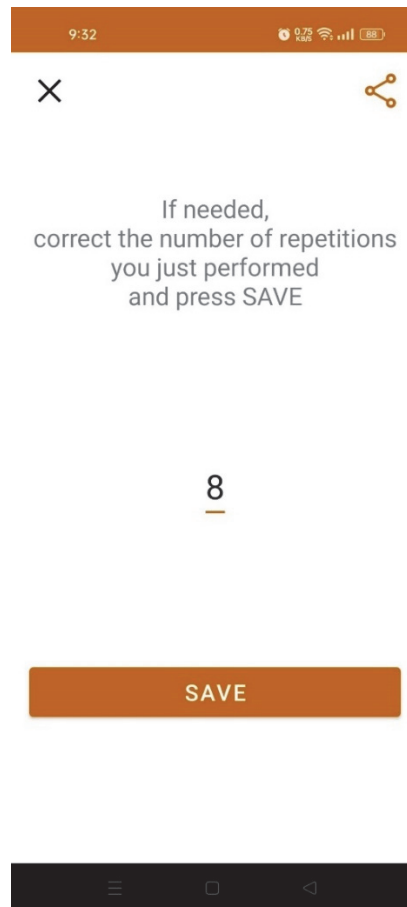 9:32
0.75
KB/S
88
If needed,
correct the number of repetitions
you just performed
and press SAVE
8
SAVE